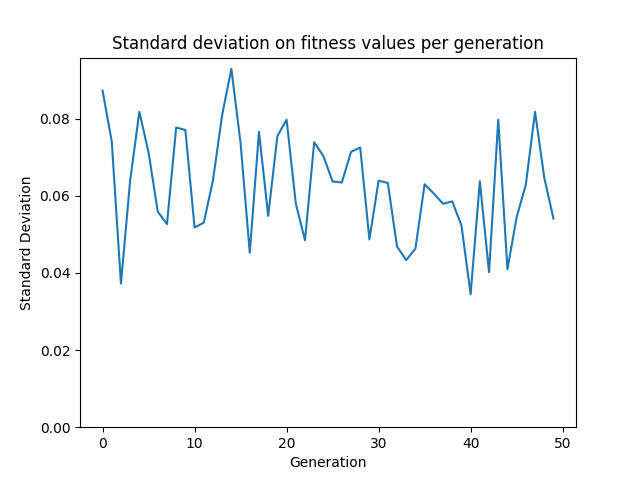 Standard deviation on fitness values per generation
Standard Deviation
0.08
0.06
0.04
0.02
0.00
0 10 20 30 40 50
Generation